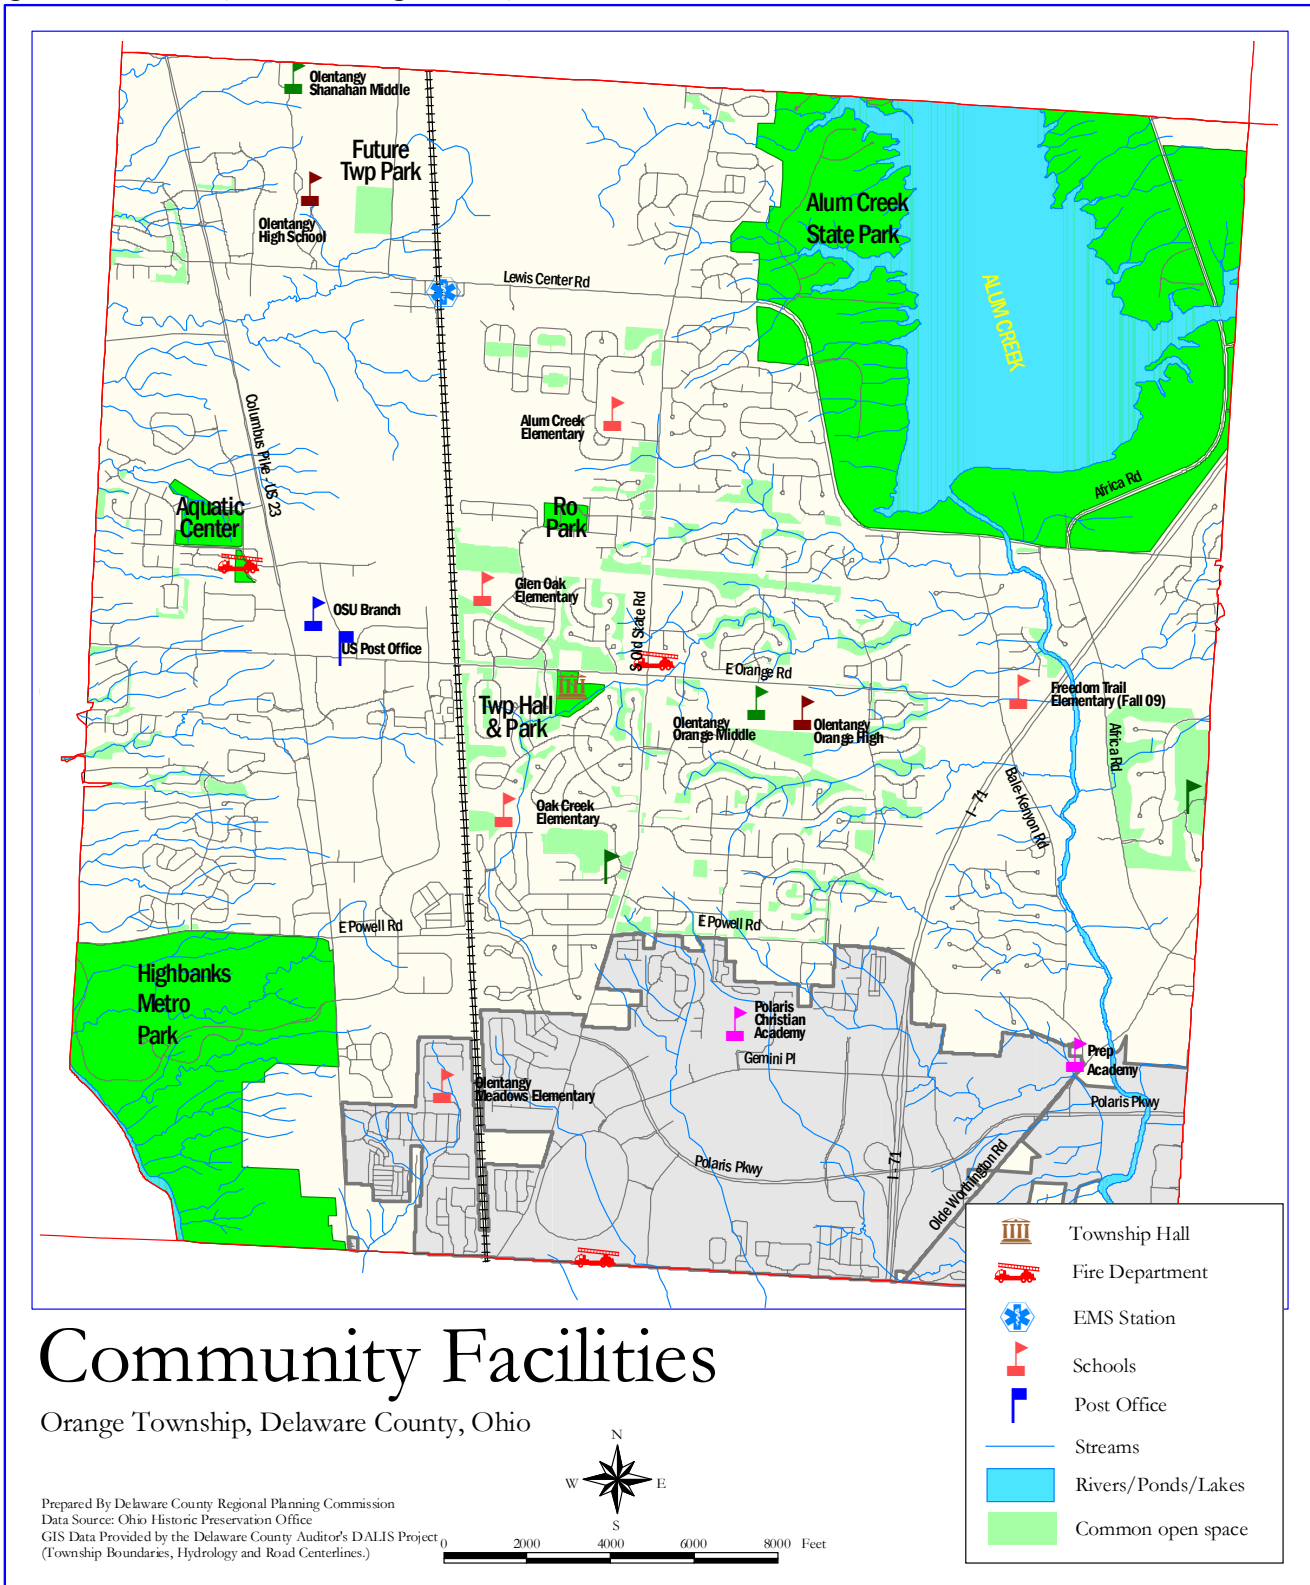 Olentangy
Shanahan Middle
Future
Twp Park
Olentangy
High School
Alum Creek
State Park
Lewis Center Rd
ALUM CREEK
Columbus Pike - US 23
Alum Creek
Elementary
Africa Rd
Aquatic
Center
Ro
Park
Glen Oak
Elementary
OSU Branch
US Post Office
S Old State Rd
E Orange Rd
Twp Hall
& Park
Olentangy
Orange Middle
Olentangy
Orange High
Freedom Trail
Elementary (Fall 09)
Africa Rd
I - 71
Bale-Kenyon Rd
Oak Creek
Elementary
E Powell Rd
E Powell Rd
Highbanks
Metro
Park
Polaris
Christian
Academy
Gemini Pl
Prep
Academy
Olentangy
Meadows Elementary
Polaris Pkwy
Polaris Pkwy
I - 71
Olde Worthington Rd
Township Hall
Fire Department
EMS Station
Schools
Post Office
Streams
Rivers/Ponds/Lakes
Common open space
Community Facilities
Orange Township, Delaware County, Ohio
N
W E
S
Prepared By Delaware County Regional Planning Commission
Data Source: Ohio Historic Preservation Office
GIS Data Provided by the Delaware County Auditor's DALIS Project
(Township Boundaries, Hydrology and Road Centerlines.)
0 2000 4000 6000 8000 Feet